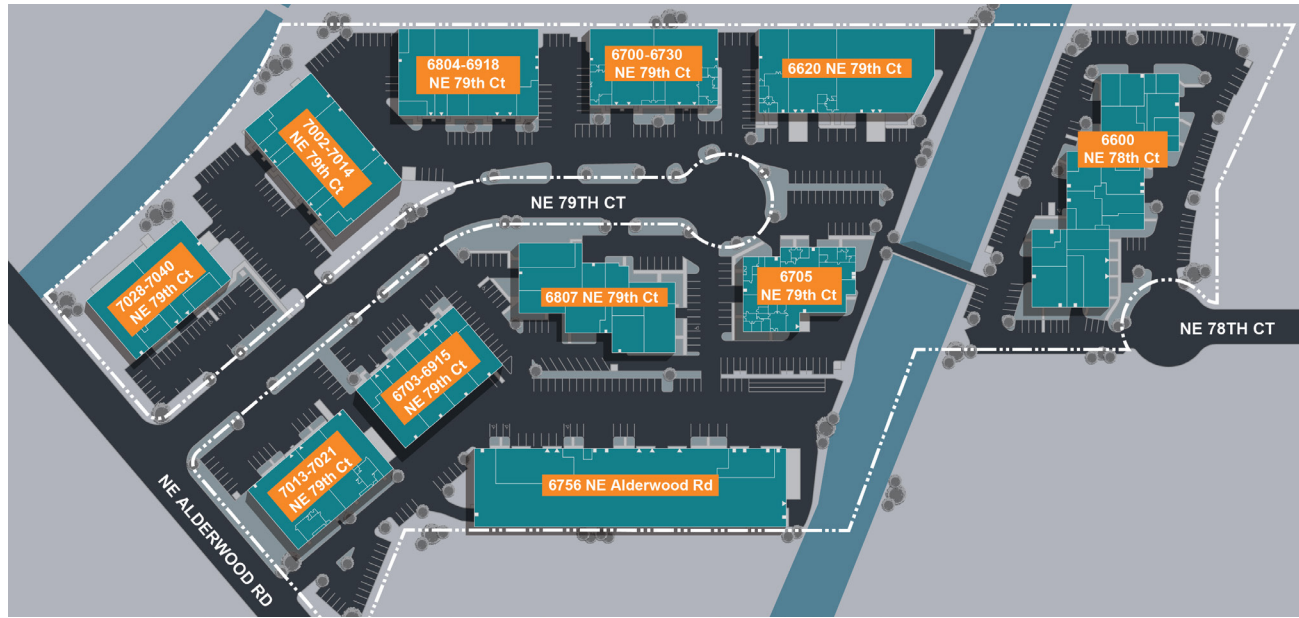 6804-6918
NE 79th Ct
6700-6730
NE 79th Ct
6620 NE 79th Ct
6600
NE 78th Ct
7002-7014
NE 79th Ct
NE 79TH CT
7028-7040
NE 79th Ct
6807 NE 79th Ct
6705
NE 79th Ct
NE 78TH CT
6703-6915
NE 79th Ct
7013-7021
NE 79th Ct
6756 NE Alderwood Rd
NE ALDERWOOD RD